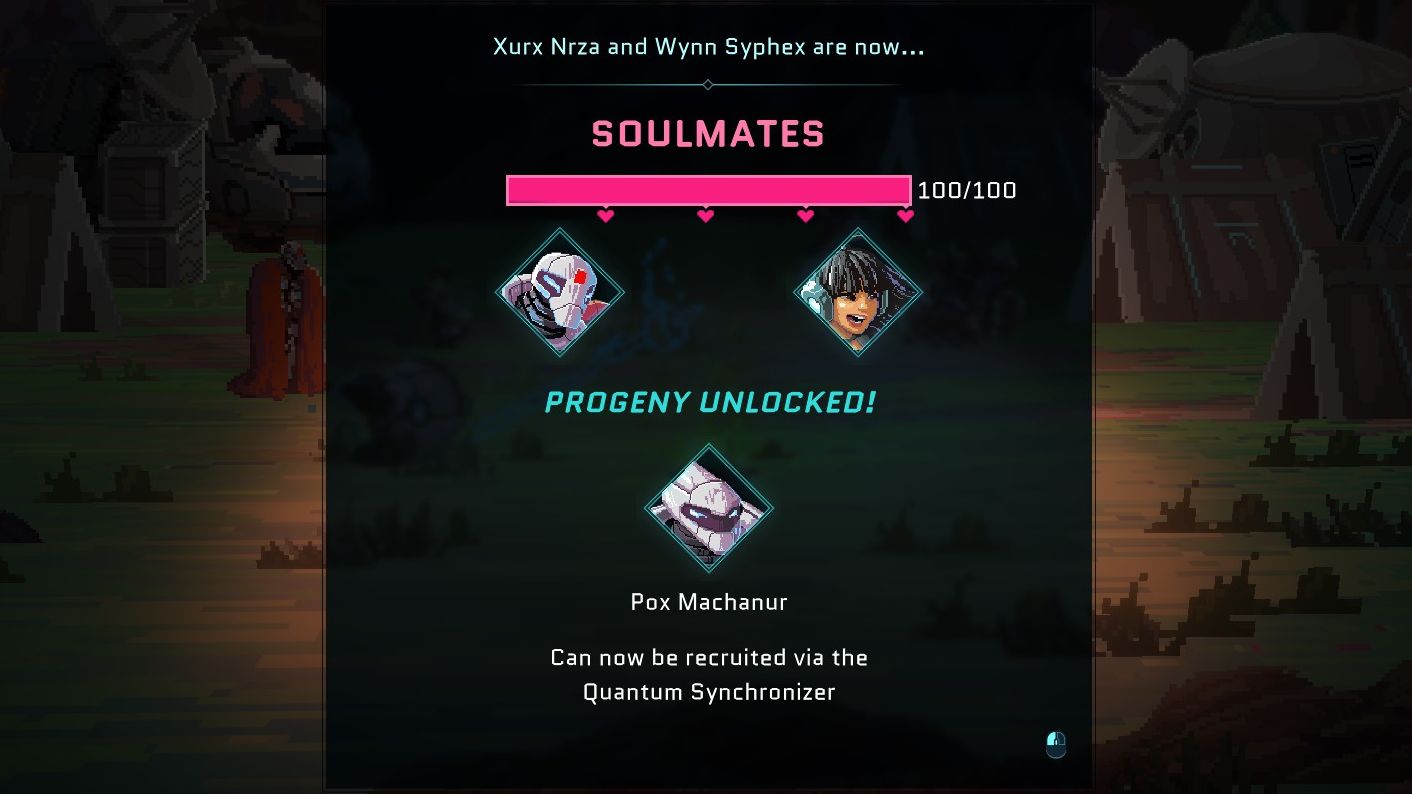 Xurx Nrza and Wynn Syphex are now...
SOULMATES
100/100
PROGENY UNLOCKED!
Pox Machanur
Can now be recruited via the
Quantum Synchronizer